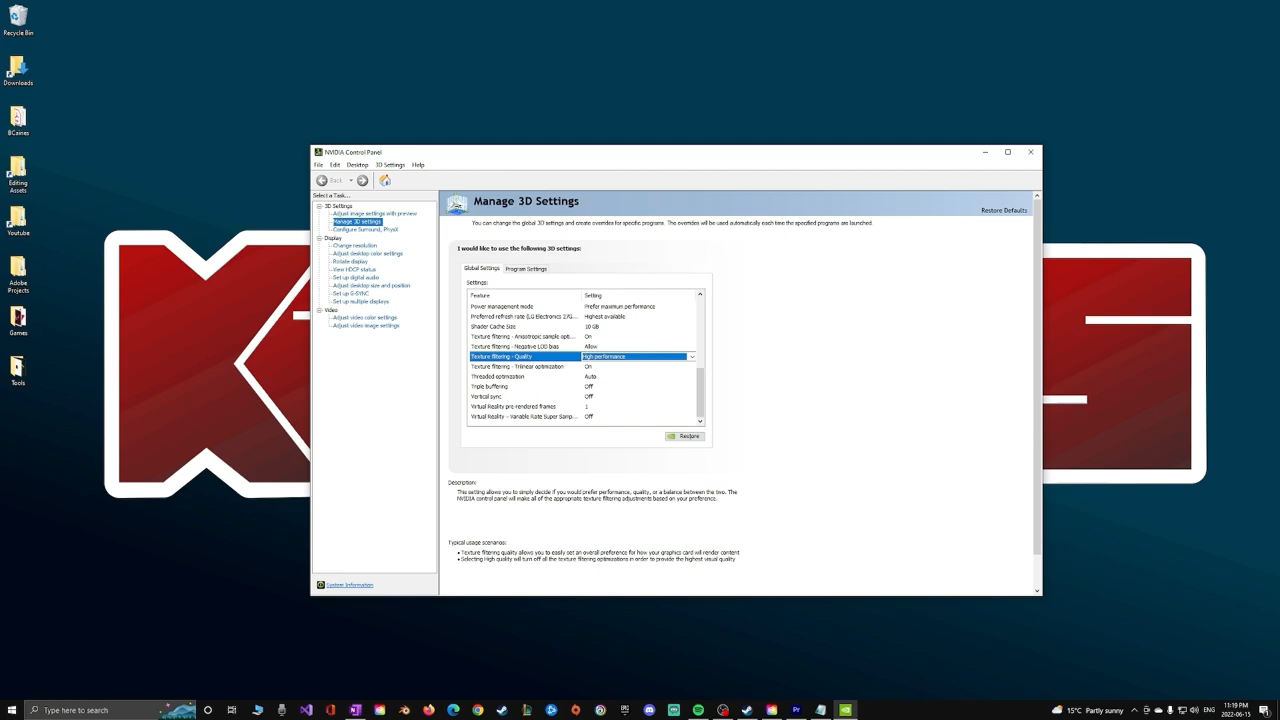 Recycle Bin
Downloads
BCaines
Editing
Assets
Youtube
Adobe
Projects
Games
Tools
NVIDIA Control Panel
File Edit Desktop 3D Settings Help
Back
Select a Task...
3D Settings
Adjust image settings with preview
Manage 3D settings
Configure Surround, PhysX
Display
Change resolution
Adjust desktop color settings
Rotate display
View HDCP status
Set up digital audio
Adjust desktop size and position
Set up G-SYNC
Set up multiple displays
Video
Adjust video color settings
Adjust video image settings
System Information
Manage 3D Settings
Restore Defaults
You can change the global 3D settings and create overrides for specific programs. The overrides will be used automatically each time the specified programs are launched.
I would like to use the following 3D settings:
Global Settings Program Settings
Settings:
Feature Setting
Power management mode Prefer maximum performance
Preferred refresh rate (LG Electronics 27G... Highest available
Shader Cache Size 10 GB
Texture filtering - Anisotropic sample opti... On
Texture filtering - Negative LOD bias Allow
Texture filtering - Quality High performance
Texture filtering - Trilinear optimization On
Threaded optimization Auto
Triple buffering Off
Vertical sync Off
Virtual Reality pre-rendered frames 1
Virtual Reality - Variable Rate Super Samp... Off
Restore
Description:
This setting allows you to simply decide if you would prefer performance, quality, or a balance between the two. The
NVIDIA control panel will make all of the appropriate texture filtering adjustments based on your preference.
Typical usage scenarios:
• Texture filtering quality allows you to easily set an overall preference for how your graphics card will render content
• Selecting High quality will turn off all the texture filtering optimizations in order to provide the highest visual quality
Type here to search
15°C Partly sunny
ENG
11:19 PM
2022-06-15